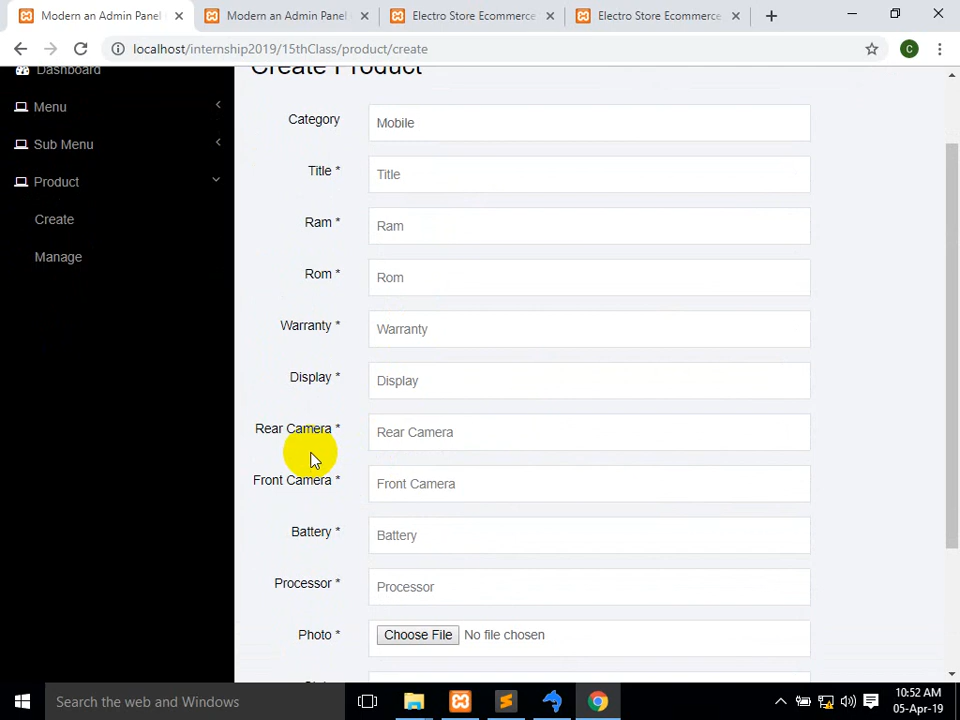 Modern an Admin Panel
Modern an Admin Panel
Electro Store Ecommerce
Electro Store Ecommerce
localhost/internship2019/15thClass/product/create
C
Dashboard
Menu
Sub Menu
Product
Create
Manage
Create Product
Category
Mobile
Title *
Title
Ram *
Ram
Rom *
Rom
Warranty *
Warranty
Display *
Display
Rear Camera *
Rear Camera
Front Camera *
Front Camera
Battery *
Battery
Processor *
Processor
Photo *
Choose File No file chosen
Search the web and Windows
10:52 AM
05-Apr-19